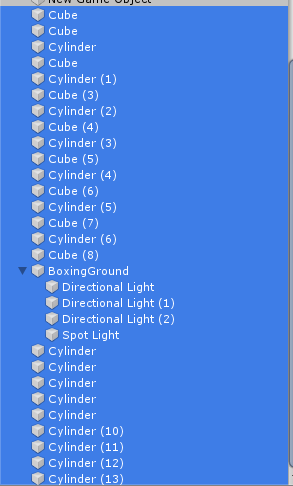 New Game Object
Cube
Cube
Cylinder
Cube
Cylinder (1)
Cube (3)
Cylinder (2)
Cube (4)
Cylinder (3)
Cube (5)
Cylinder (4)
Cube (6)
Cylinder (5)
Cube (7)
Cylinder (6)
Cube (8)
BoxingGround
Directional Light
Directional Light (1)
Directional Light (2)
Spot Light
Cylinder
Cylinder
Cylinder
Cylinder
Cylinder
Cylinder (10)
Cylinder (11)
Cylinder (12)
Cylinder (13)